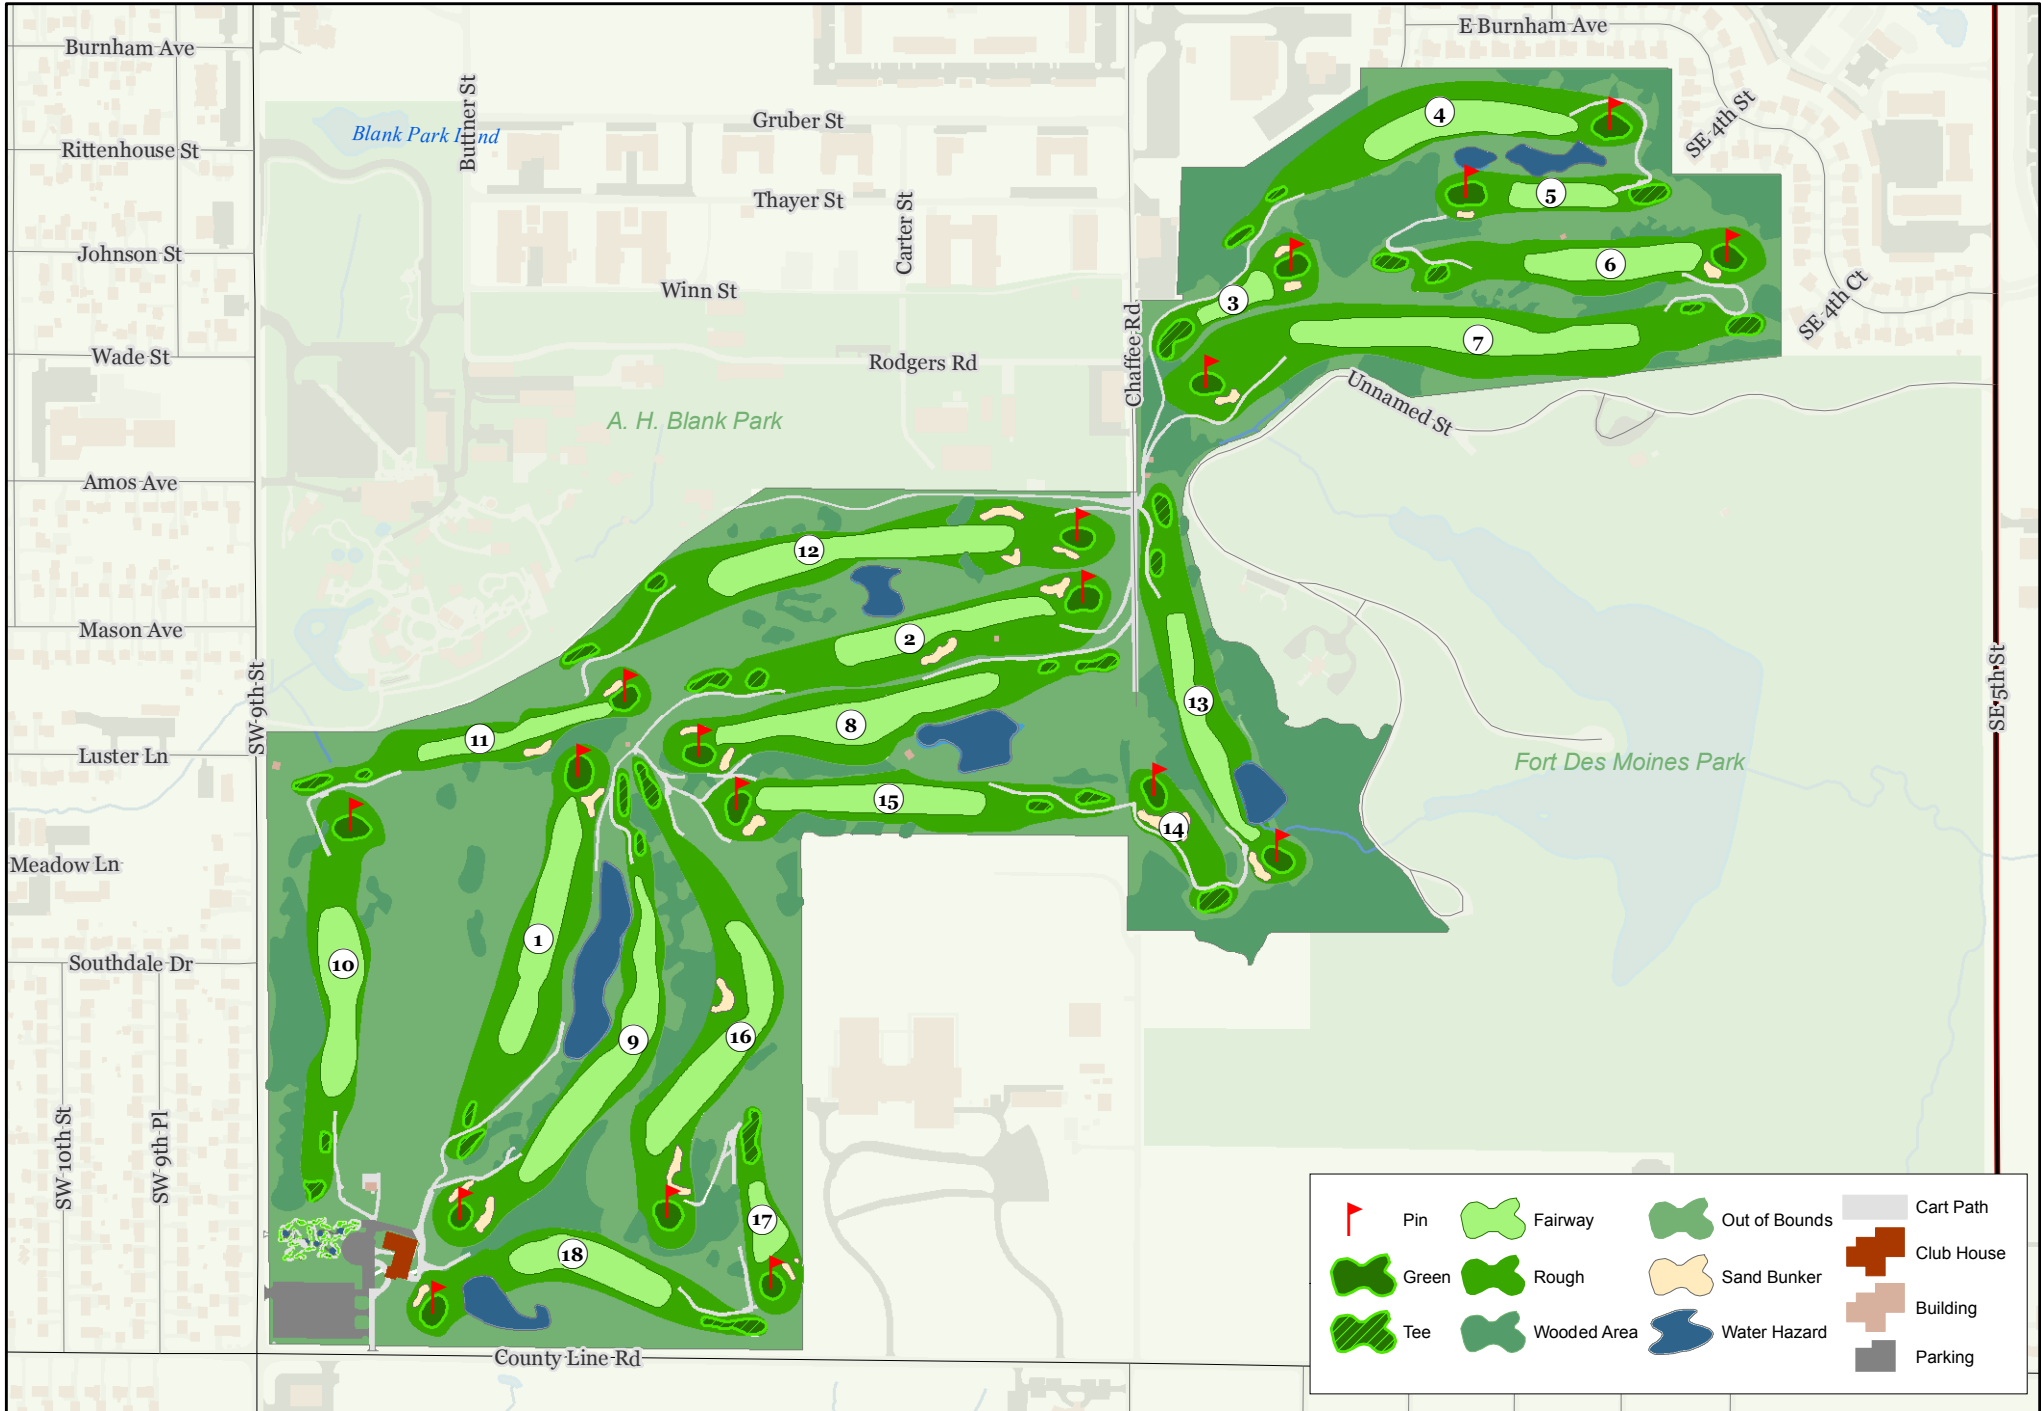 Burnham Ave
E Burnham Ave
Buttner St
4
Gruber St
SE 4th St
Blank Park Pond
Rittenhouse St
5
Thayer St
Carter St
Johnson St
6
Winn St
3
SE 4th Ct
Chaffee Rd
7
Wade St
Rodgers Rd
Unnamed St
A. H. Blank Park
Amos Ave
12
Mason Ave
2
SW 9th St
SE 5th St
13
8
11
Luster Ln
Fort Des Moines Park
15
14
Meadow Ln
1
10
Southdale Dr
9
16
SW 10th St
SW 9th Pl
17
18
County Line Rd
Pin
Fairway
Out of Bounds
Cart Path
Green
Rough
Sand Bunker
Club House
Tee
Wooded Area
Water Hazard
Building
Parking